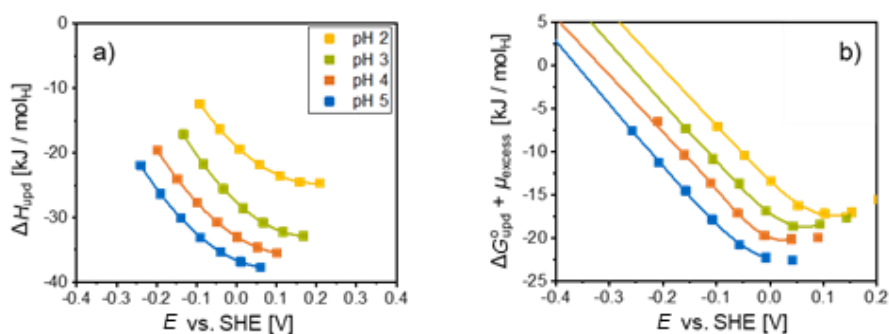 a)
pH 2
pH 3
pH 4
pH 5
0
-10
-20
-30
-40
ΔH_upd [kJ / mol_H]
-0.4 -0.3 -0.2 -0.1 0.0 0.1 0.2 0.3 0.4
E vs. SHE [V]
b)
5
0
-5
-10
-15
-20
-25
ΔG°_upd + μ_excess [kJ / mol_H]
-0.4 -0.3 -0.2 -0.1 0.0 0.1 0.2
E vs. SHE [V]